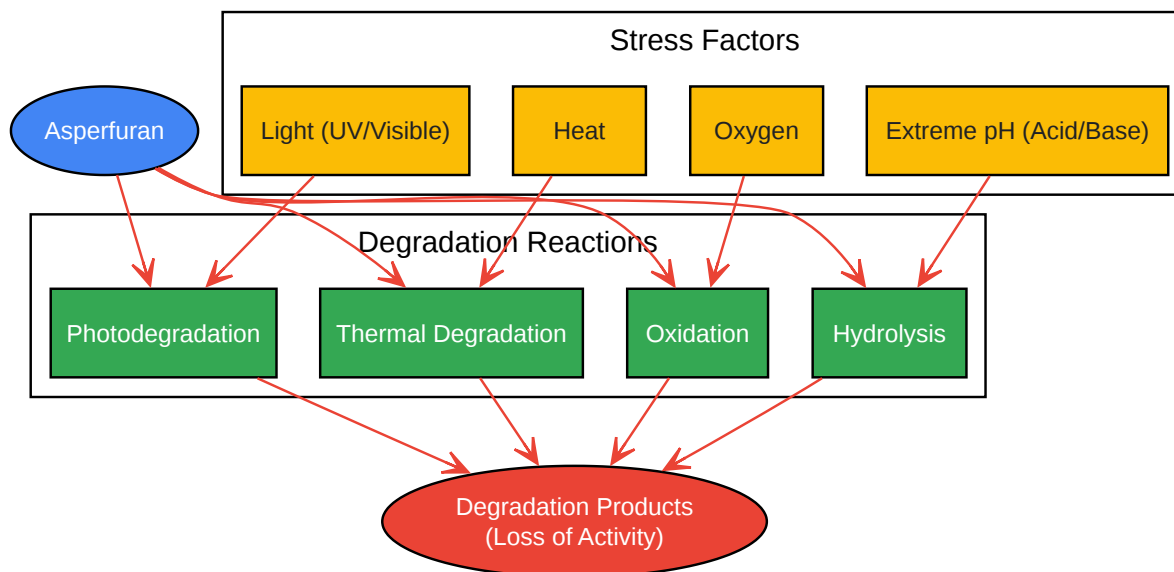 Stress Factors
Asperfuran
Light (UV/Visible)
Heat
Oxygen
Extreme pH (Acid/Base)
Degradation Reactions
Photodegradation
Thermal Degradation
Oxidation
Hydrolysis
Degradation Products
(Loss of Activity)